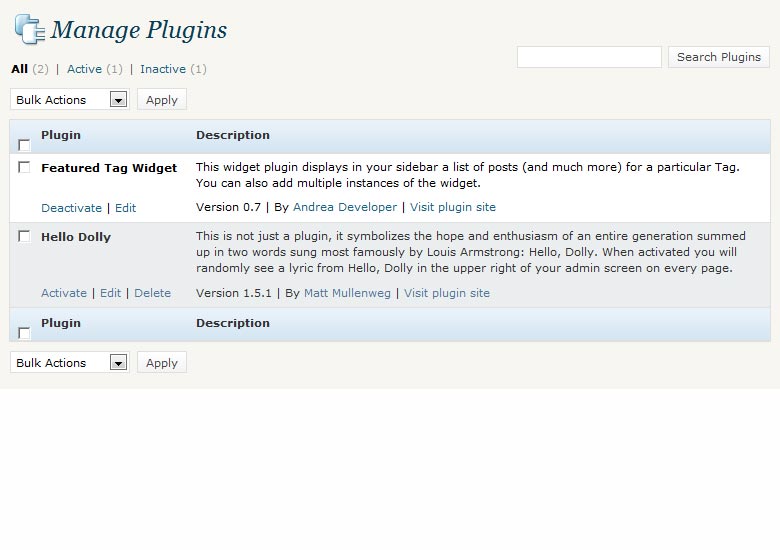 Manage Plugins
All (2) | Active (1) | Inactive (1)
Search Plugins
Bulk Actions Apply
Plugin Description
Featured Tag Widget This widget plugin displays in your sidebar a list of posts (and much more) for a particular Tag.
You can also add multiple instances of the widget.
Deactivate | Edit Version 0.7 | By Andrea Developer | Visit plugin site
Hello Dolly This is not just a plugin, it symbolizes the hope and enthusiasm of an entire generation summed
up in two words sung most famously by Louis Armstrong: Hello, Dolly. When activated you will
randomly see a lyric from Hello, Dolly in the upper right of your admin screen on every page.
Activate | Edit | Delete Version 1.5.1 | By Matt Mullenweg | Visit plugin site
Plugin Description
Bulk Actions Apply